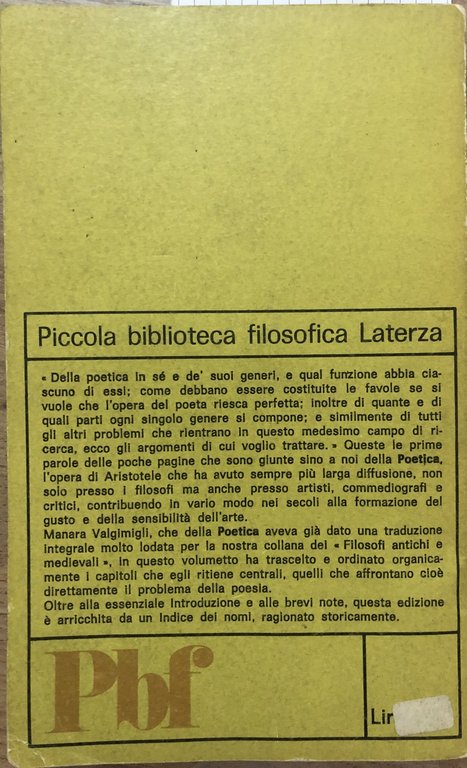 Piccola biblioteca filosofica Laterza
« Della poetica in sé e de' suoi generi, e qual funzione abbia cia-
scuno di essi; come debbano essere costituite le favole se si
vuole che l'opera del poeta riesca perfetta; inoltre di quante e di
quali parti ogni singolo genere si compone; e similmente di tutti
gli altri problemi che rientrano in questo medesimo campo di ri-
cerca, ecco gli argomenti di cui voglio trattare. » Queste le prime
parole delle poche pagine che sono giunte sino a noi della Poetica,
l'opera di Aristotele che ha avuto sempre più larga diffusione, non
solo presso i filosofi ma anche presso artisti, commediografi e
critici, contribuendo in vario modo nei secoli alla formazione del
gusto e della sensibilità dell'arte.
Manara Valgimigli, che della Poetica aveva già dato una traduzione
integrale molto lodata per la nostra collana dei « Filosofi antichi e
medievali », in questo volumetto ha trascelto e ordinato organica-
mente i capitoli che egli ritiene centrali, quelli che affrontano cioè
direttamente il problema della poesia.
Oltre alla essenziale introduzione e alle brevi note, questa edizione
è arricchita da un indice dei nomi, ragionato storicamente.
Pbf
Lir